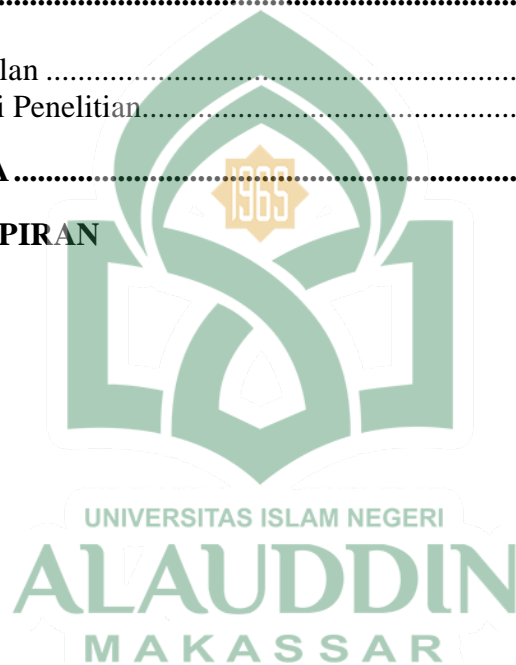 lan ....................................................
i Penelitian.........................................
A ........................................................
PIRAN
1965
UNIVERSITAS ISLAM NEGERI
ALAUDDIN
MAKASSAR